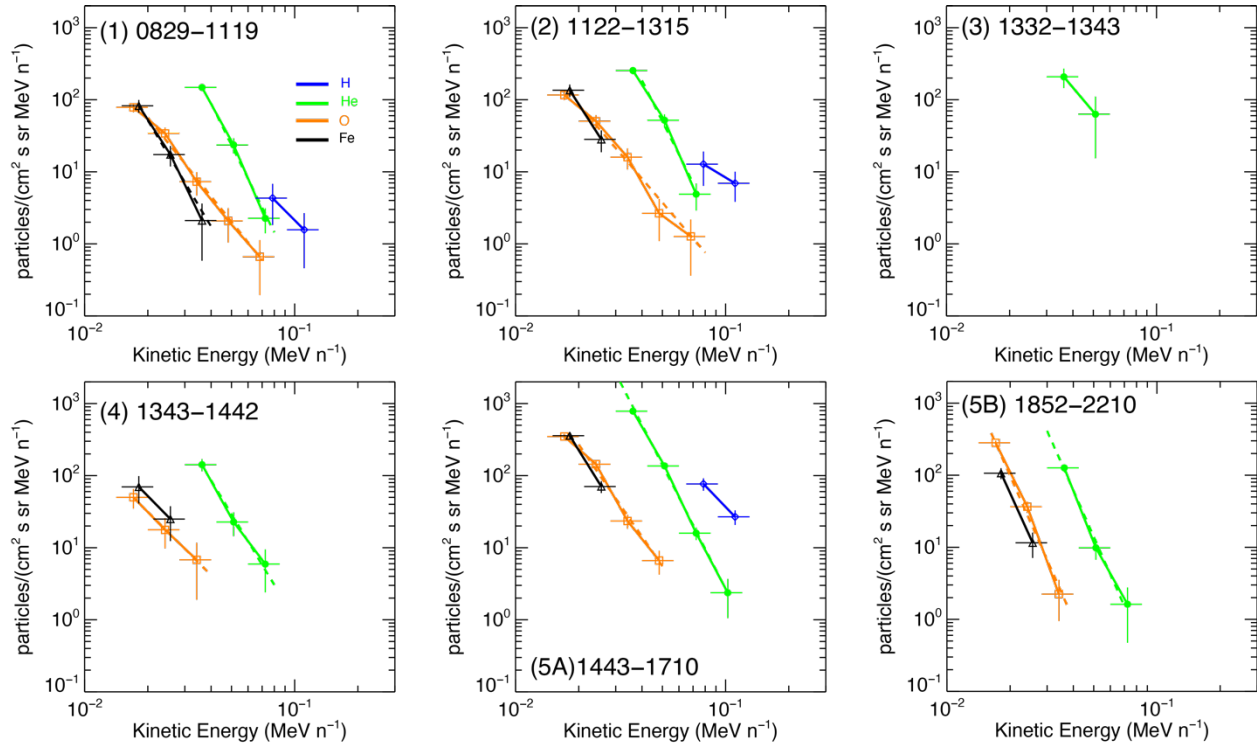 (1) 0829−1119
H
He
O
Fe
10³
10²
10¹
10⁰
10⁻¹
10⁻² 10⁻¹
Kinetic Energy (MeV n⁻¹)
particles/(cm² s sr MeV n⁻¹)
(2) 1122−1315
10³
10²
10¹
10⁰
10⁻¹
10⁻² 10⁻¹
Kinetic Energy (MeV n⁻¹)
particles/(cm² s sr MeV n⁻¹)
(3) 1332−1343
10³
10²
10¹
10⁰
10⁻¹
10⁻² 10⁻¹
Kinetic Energy (MeV n⁻¹)
particles/(cm² s sr MeV n⁻¹)
(4) 1343−1442
10³
10²
10¹
10⁰
10⁻¹
10⁻² 10⁻¹
Kinetic Energy (MeV n⁻¹)
particles/(cm² s sr MeV n⁻¹)
(5A)1443−1710
10³
10²
10¹
10⁰
10⁻¹
10⁻² 10⁻¹
Kinetic Energy (MeV n⁻¹)
particles/(cm² s sr MeV n⁻¹)
(5B) 1852−2210
10³
10²
10¹
10⁰
10⁻¹
10⁻² 10⁻¹
Kinetic Energy (MeV n⁻¹)
particles/(cm² s sr MeV n⁻¹)